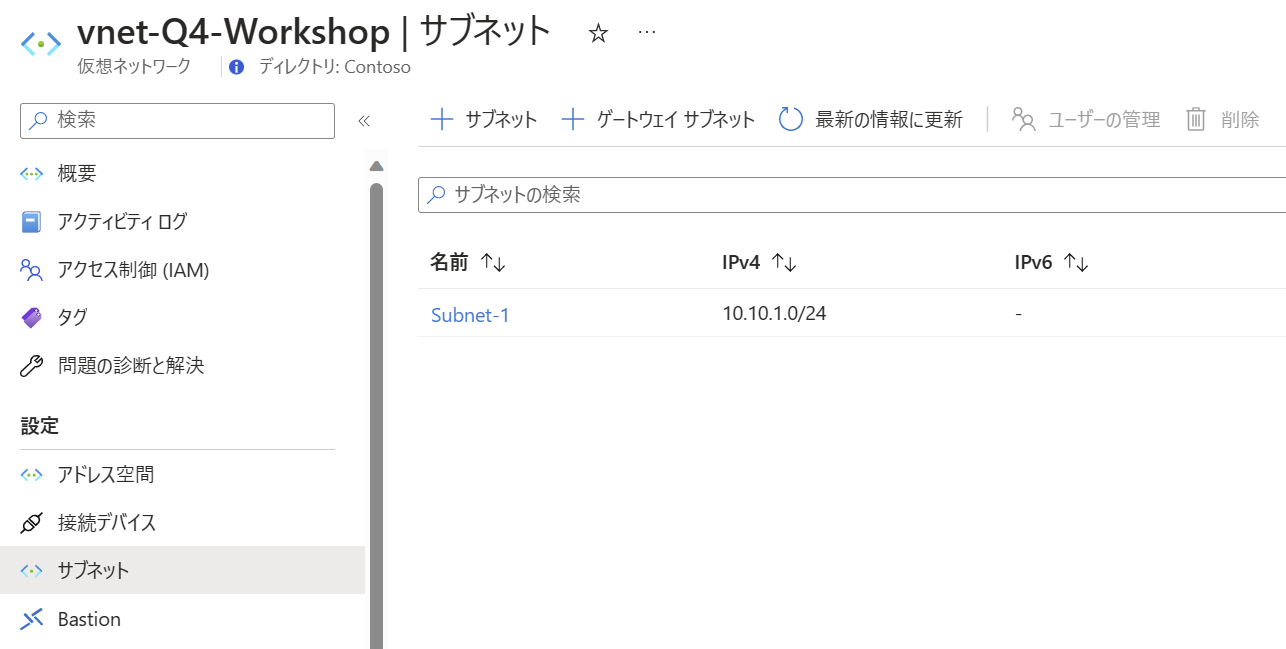 vnet-Q4-Workshop | サブネット ☆ …
仮想ネットワーク ディレクトリ: Contoso
検索 «
概要
アクティビティ ログ
アクセス制御 (IAM)
タグ
問題の診断と解決
設定
アドレス空間
接続デバイス
サブネット
Bastion
+ サブネット + ゲートウェイ サブネット 最新の情報に更新 ユーザーの管理 削除
サブネットの検索
名前 ↑↓ IPv4 ↑↓ IPv6 ↑↓
Subnet-1 10.10.1.0/24 -